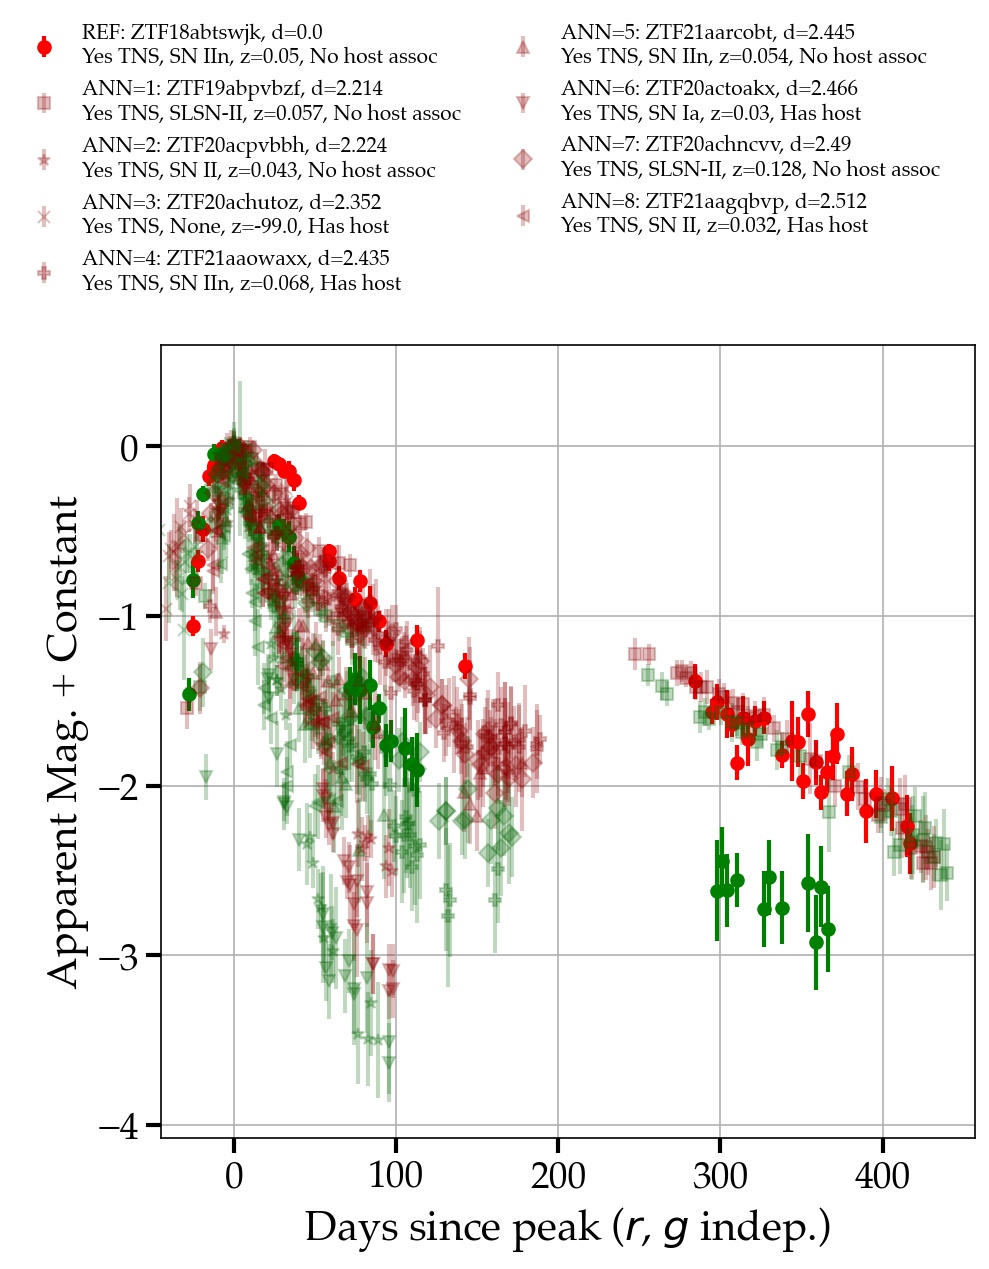 REF: ZTF18abtswjk, d=0.0
Yes TNS, SN IIn, z=0.05, No host assoc
ANN=1: ZTF19abpvbzf, d=2.214
Yes TNS, SLSN-II, z=0.057, No host assoc
ANN=2: ZTF20acpvbbh, d=2.224
Yes TNS, SN II, z=0.043, No host assoc
ANN=3: ZTF20achutoz, d=2.352
Yes TNS, None, z=-99.0, Has host
ANN=4: ZTF21aaowaxx, d=2.435
Yes TNS, SN IIn, z=0.068, Has host
ANN=5: ZTF21aarcobt, d=2.445
Yes TNS, SN IIn, z=0.054, No host assoc
ANN=6: ZTF20actoakx, d=2.466
Yes TNS, SN Ia, z=0.03, Has host
ANN=7: ZTF20achncvv, d=2.49
Yes TNS, SLSN-II, z=0.128, No host assoc
ANN=8: ZTF21aagqbvp, d=2.512
Yes TNS, SN II, z=0.032, Has host
Apparent Mag. + Constant
0
−1
−2
−3
−4
0 100 200 300 400
Days since peak (r, g indep.)